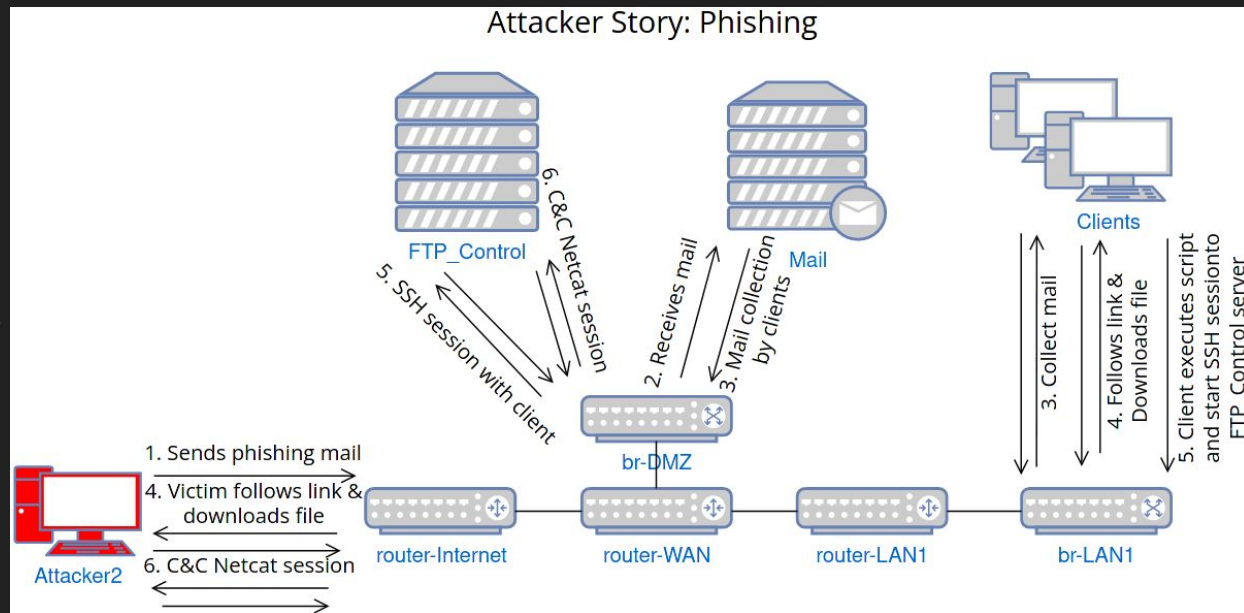 Attacker Story: Phishing
FTP_Control
Mail
Clients
6. C&C Netcat session
5. SSH session with client
2. Receives mail
3. Mail collection
by clients
3. Collect mail
4. Follows link &
Downloads file
5. Client executes script
and start SSH sessionto
FTP_Control server
br-DMZ
1. Sends phishing mail
4. Victim follows link &
downloads file
6. C&C Netcat session
Attacker2
router-Internet
router-WAN
router-LAN1
br-LAN1